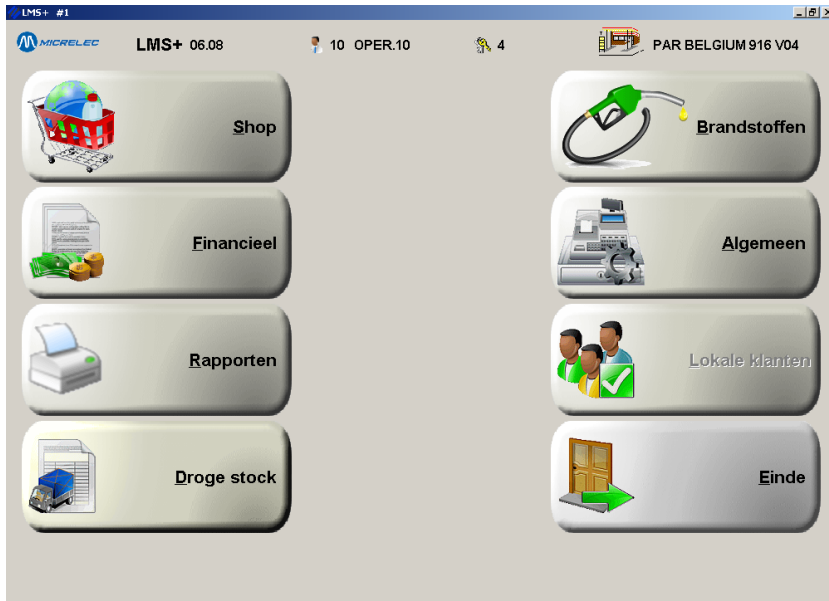 LMS+ #1
MICRELEC LMS+ 06.08 10 OPER.10 4 PAR BELGIUM 916 V04
Shop
Brandstoffen
Financieel
Algemeen
Rapporten
Lokale klanten
Droge stock
Einde